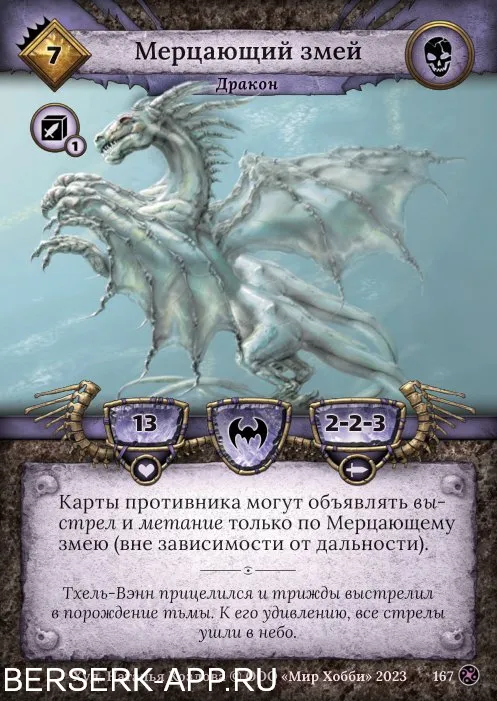 7
Мерцающий змей
Дракон
1
13
2-2-3
Карты противника могут объявлять вы-
стрел и метание только по Мерцающему
змею (вне зависимости от дальности).
Тхель-Вэнн прицелился и трижды выстрелил
в порождение тьмы. К его удивлению, все стрелы
ушли в небо.
© ООО «Мир Хобби» 2023
167
BERSERK-APP.RU